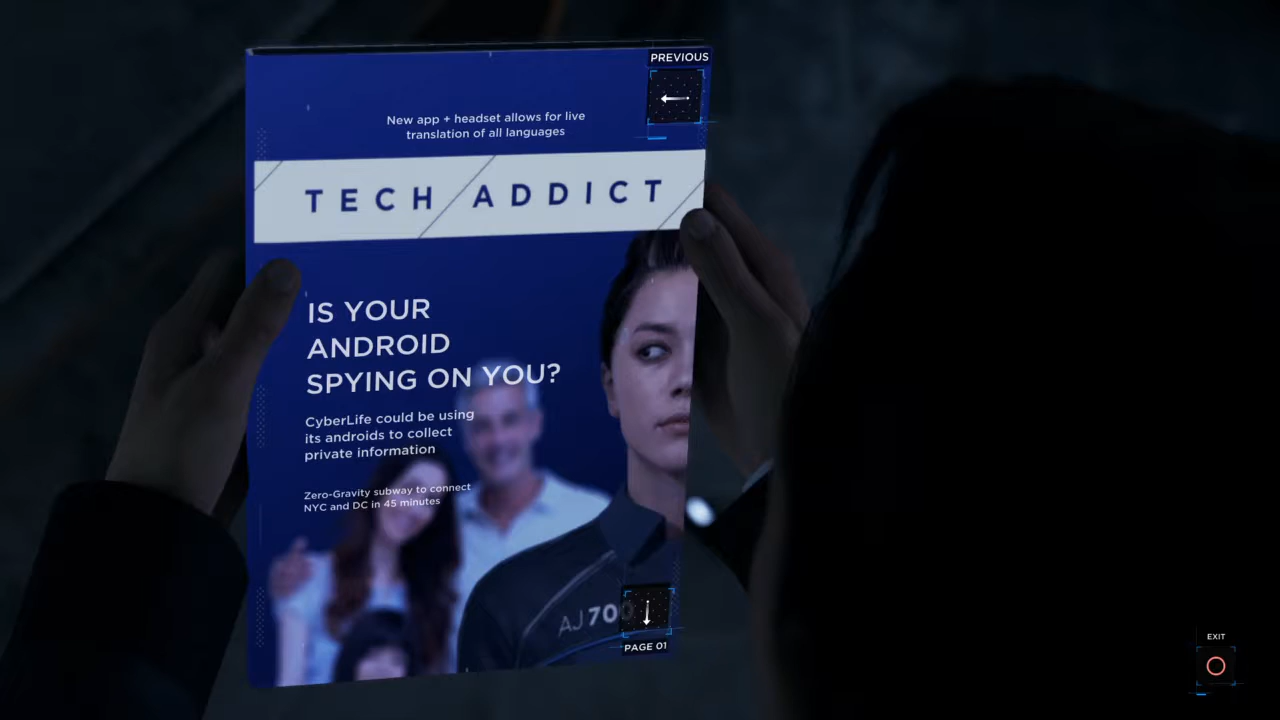 PREVIOUS
New app + headset allows for live
translation of all languages
TECH ADDICT
IS YOUR
ANDROID
SPYING ON YOU?
CyberLife could be using
its androids to collect
private information
Zero-Gravity subway to connect
NYC and DC in 45 minutes
AJ700
PAGE 01
EXIT